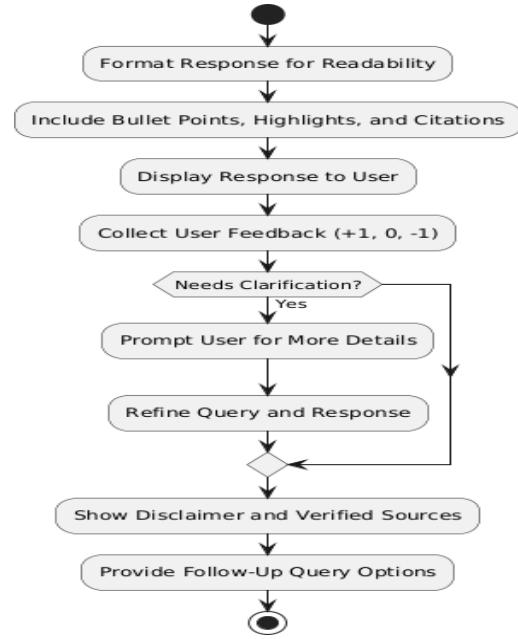 Format Response for Readability
Include Bullet Points, Highlights, and Citations
Display Response to User
Collect User Feedback (+1, 0, -1)
Needs Clarification?
Yes
Prompt User for More Details
Refine Query and Response
Show Disclaimer and Verified Sources
Provide Follow-Up Query Options